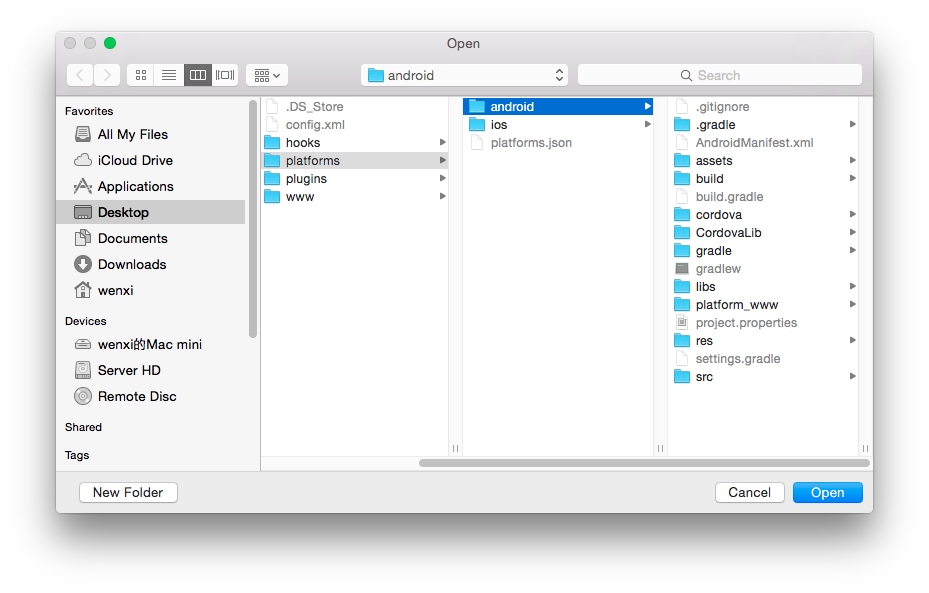 Open
android
Search
Favorites
All My Files
iCloud Drive
Applications
Desktop
Documents
Downloads
wenxi
Devices
wenxi的Mac mini
Server HD
Remote Disc
Shared
Tags
.DS_Store
config.xml
hooks
platforms
plugins
www
android
ios
platforms.json
.gitignore
.gradle
AndroidManifest.xml
assets
build
build.gradle
cordova
CordovaLib
gradle
gradlew
libs
platform_www
project.properties
res
settings.gradle
src
New Folder
Cancel
Open